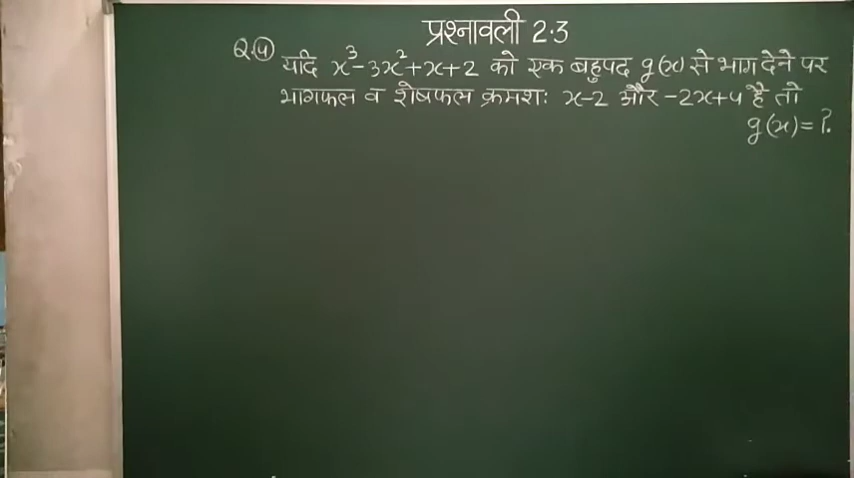 प्रश्नावली 2.3
Q.④ यदि x³-3x²+x+2 को एक बहुपद g(x) से भाग देने पर
भागफल व शेषफल क्रमशः x-2 और -2x+4 है तो
g(x)=?